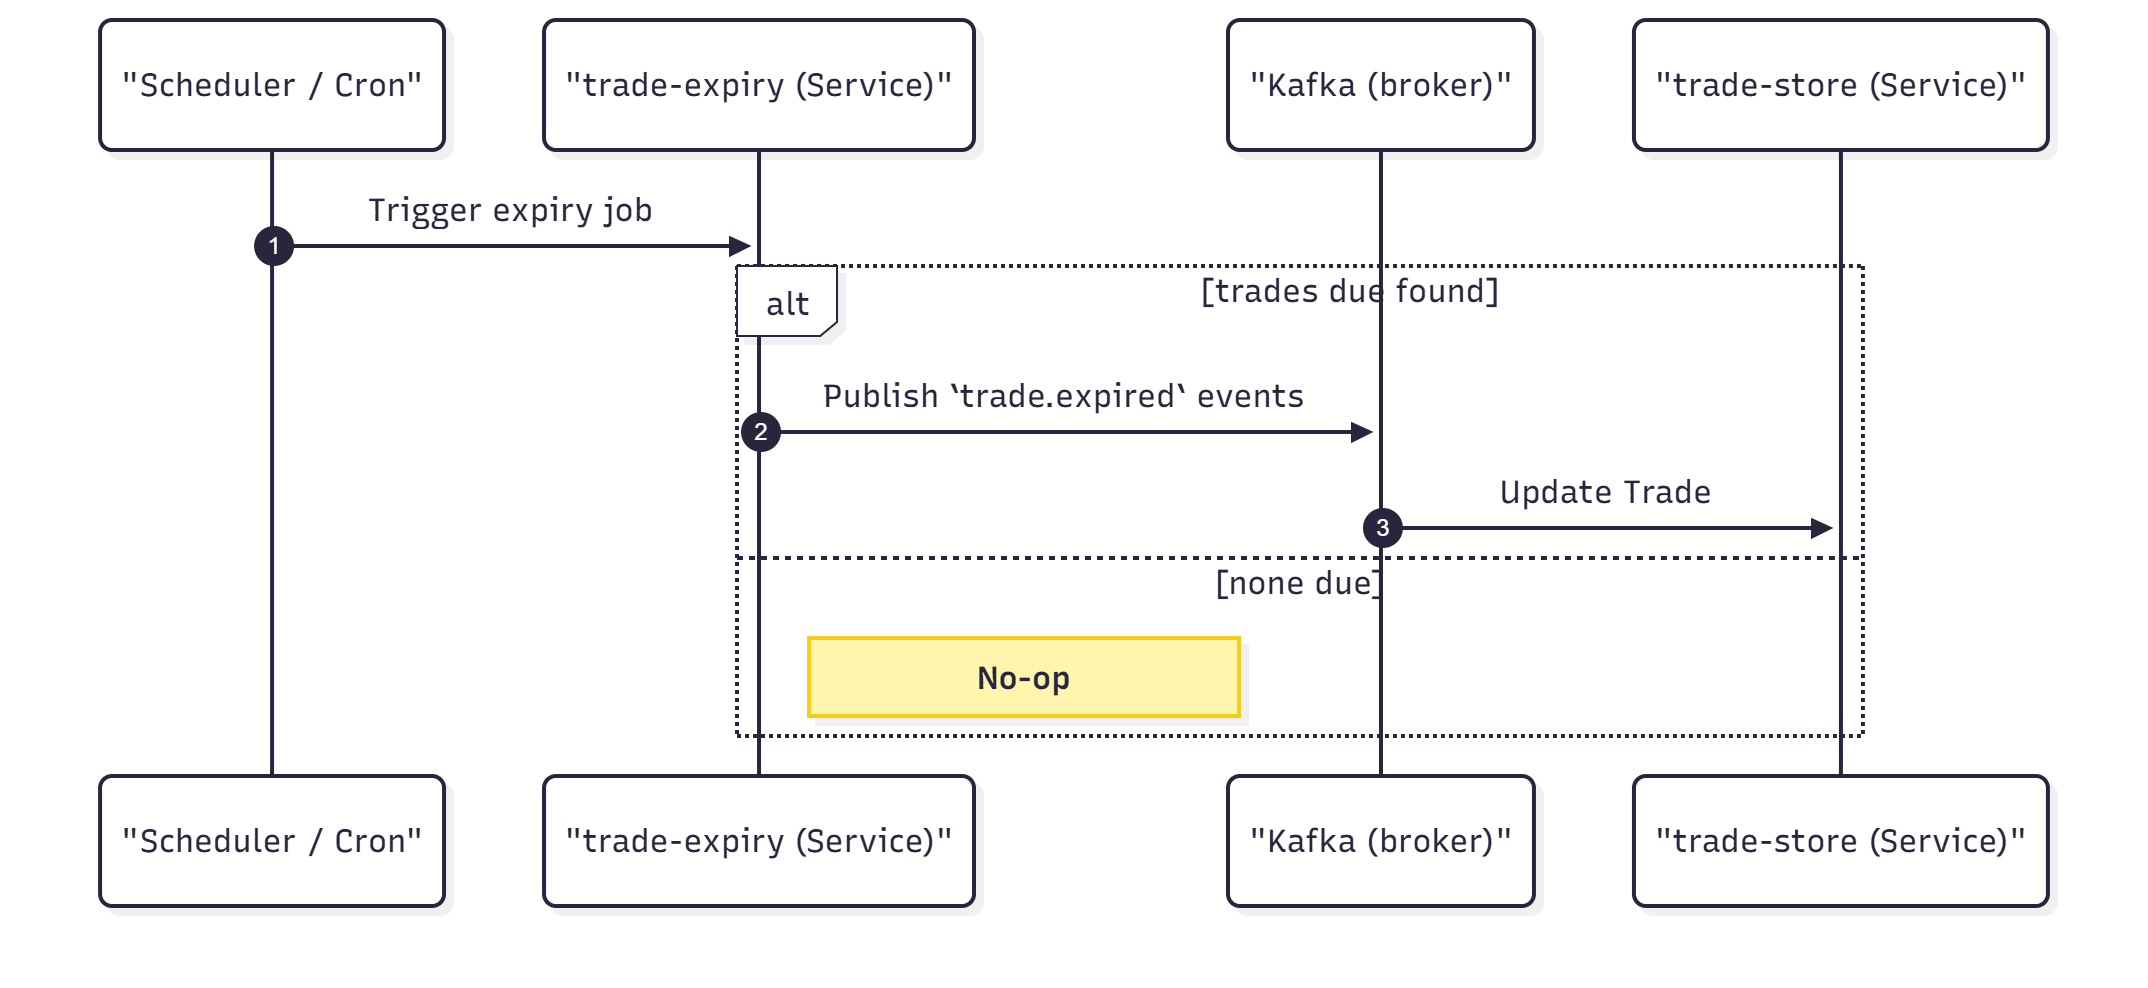 "Scheduler / Cron"
"trade-expiry (Service)"
"Kafka (broker)"
"trade-store (Service)"
Trigger expiry job
1
alt
[trades due found]
Publish `trade.expired` events
2
Update Trade
3
[none due]
No-op
"Scheduler / Cron"
"trade-expiry (Service)"
"Kafka (broker)"
"trade-store (Service)"